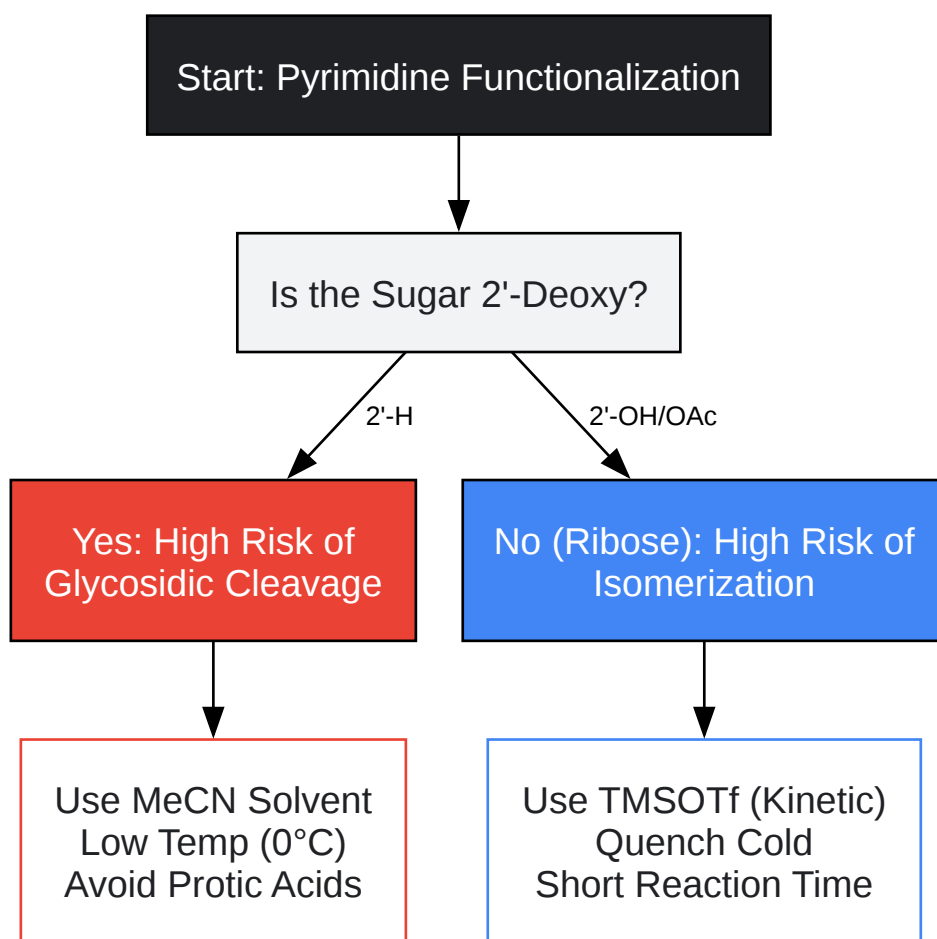 Start: Pyrimidine Functionalization
Is the Sugar 2'-Deoxy?
2'-H
2'-OH/OAc
Yes: High Risk of
Glycosidic Cleavage
No (Ribose): High Risk of
Isomerization
Use MeCN Solvent
Low Temp (0°C)
Avoid Protic Acids
Use TMSOTf (Kinetic)
Quench Cold
Short Reaction Time